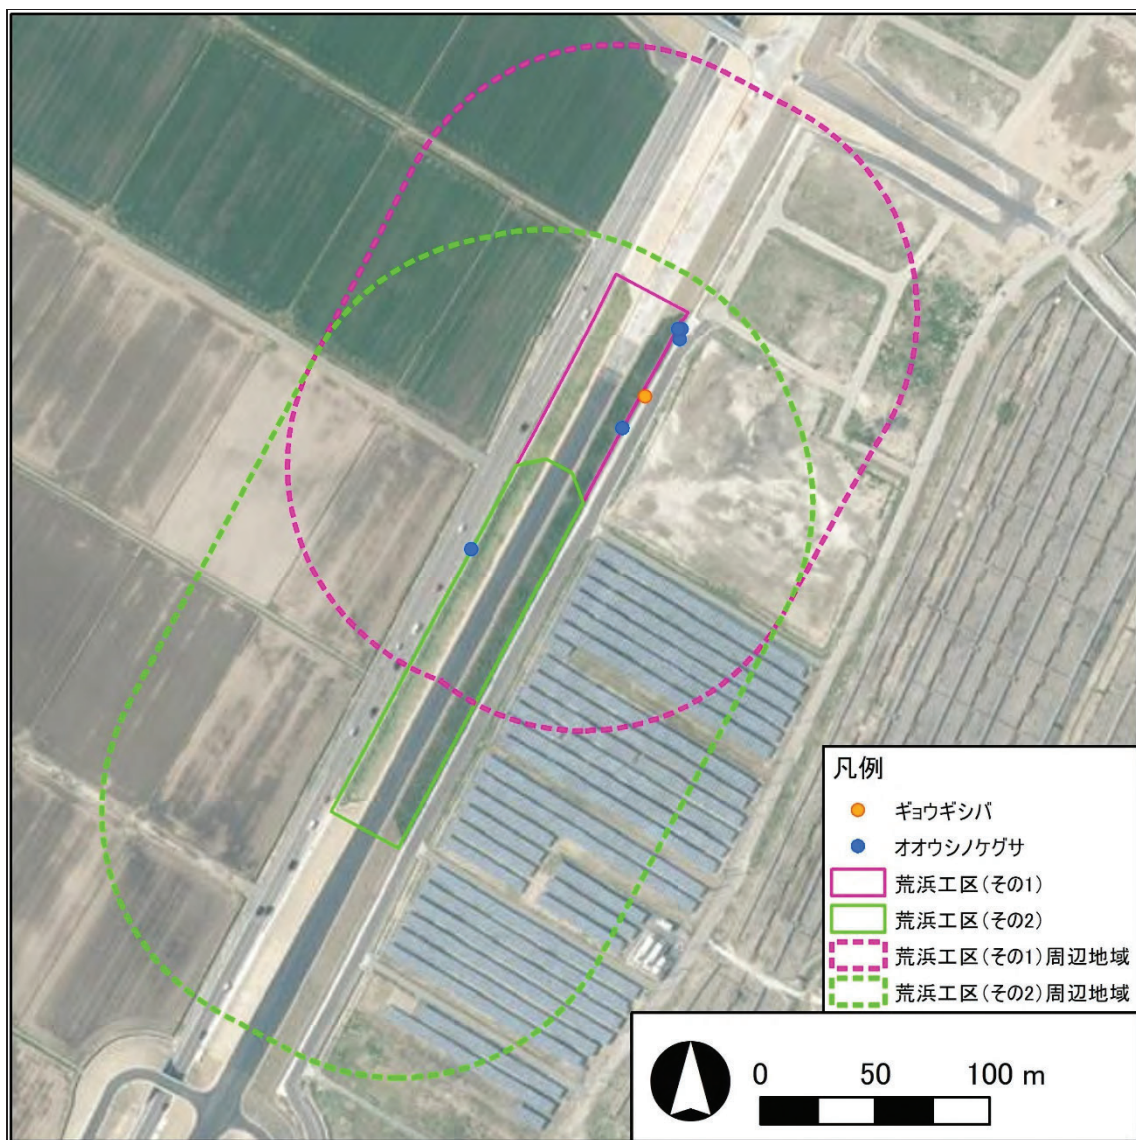 凡例
ギョウギシバ
オオウシノケグサ
荒浜工区(その1)
荒浜工区(その2)
荒浜工区(その1)周辺地域
荒浜工区(その2)周辺地域
0 50 100 m